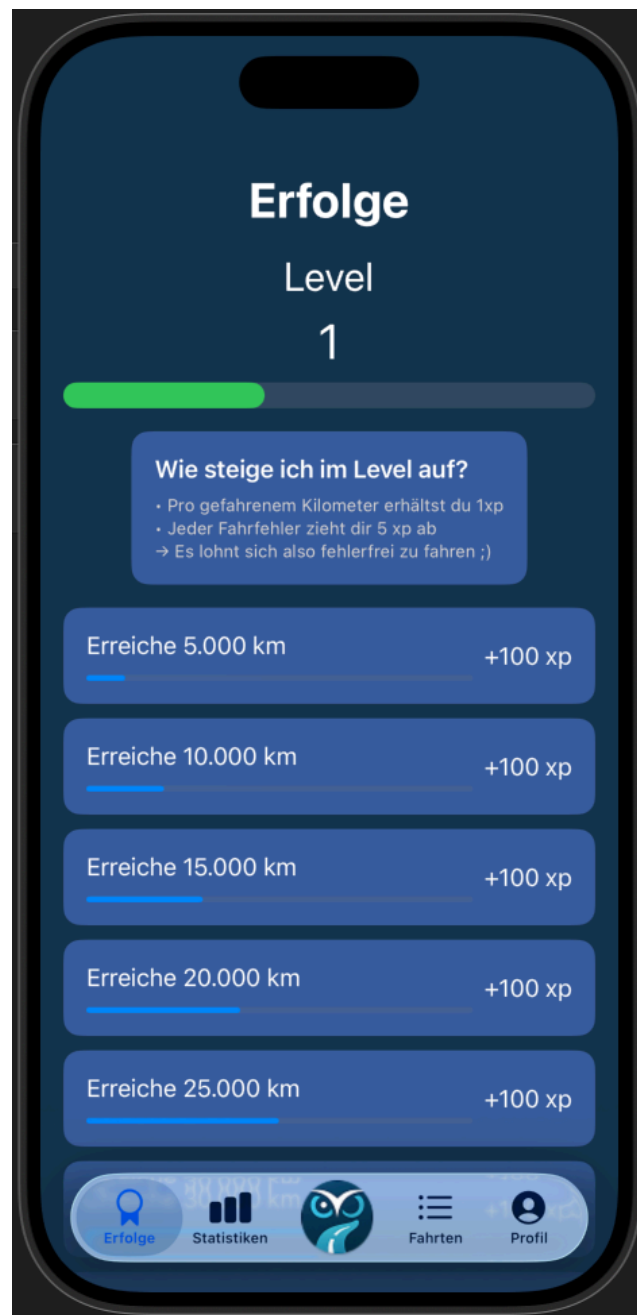 Erfolge
Level
1
Wie steige ich im Level auf?
• Pro gefahrenem Kilometer erhältst du 1xp
• Jeder Fahrfehler zieht dir 5 xp ab
→ Es lohnt sich also fehlerfrei zu fahren ;)
Erreiche 5.000 km
+100 xp
Erreiche 10.000 km
+100 xp
Erreiche 15.000 km
+100 xp
Erreiche 20.000 km
+100 xp
Erreiche 25.000 km
+100 xp
Erfolge
Statistiken
Fahrten
Profil